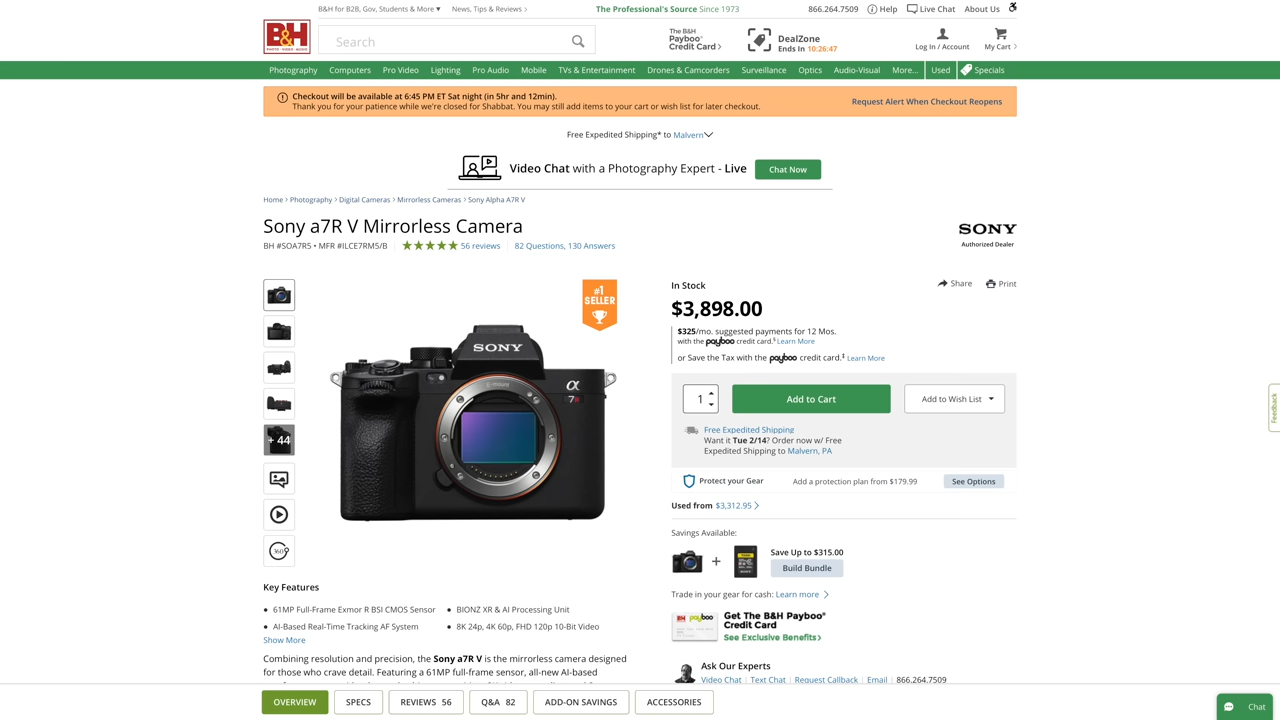 B&H for B2B, Gov, Students & More ▼
News, Tips & Reviews ›
The Professional's Source Since 1973
866.264.7509
Help
Live Chat
About Us
B&H
PHOTO · VIDEO · AUDIO
Search
The B&H
Payboo®
Credit Card ›
DealZone
Ends In 10:26:47
Log In / Account
My Cart
Photography
Computers
Pro Video
Lighting
Pro Audio
Mobile
TVs & Entertainment
Drones & Camcorders
Surveillance
Optics
Audio-Visual
More...
Used
Specials
Checkout will be available at 6:45 PM ET Sat night (in 5hr and 12min).
Thank you for your patience while we're closed for Shabbat. You may still add items to your cart or wish list for later checkout.
Request Alert When Checkout Reopens
Free Expedited Shipping* to Malvern
Video Chat with a Photography Expert - Live
Chat Now
Home › Photography › Digital Cameras › Mirrorless Cameras › Sony Alpha A7R V
Sony a7R V Mirrorless Camera
BH #SOA7R5 • MFR #ILCE7RM5/B
56 reviews
82 Questions, 130 Answers
SONY
Authorized Dealer
#1
SELLER
SONY
E-mount
α
7R
+ 44
360°
In Stock
Share
Print
$3,898.00
$325/mo. suggested payments for 12 Mos.
with the payboo credit card.§ Learn More
or Save the Tax with the payboo credit card.‡ Learn More
1
Add to Cart
Add to Wish List
Free Expedited Shipping
Want it Tue 2/14? Order now w/ Free
Expedited Shipping to Malvern, PA
Protect your Gear
Add a protection plan from $179.99
See Options
Used from $3,312.95
Savings Available:
Save Up to $315.00
Build Bundle
Trade in your gear for cash: Learn more
Get The B&H Payboo®
Credit Card
See Exclusive Benefits›
Ask Our Experts
Video Chat | Text Chat | Request Callback | Email | 866.264.7509
Key Features
61MP Full-Frame Exmor R BSI CMOS Sensor
BIONZ XR & AI Processing Unit
AI-Based Real-Time Tracking AF System
8K 24p, 4K 60p, FHD 120p 10-Bit Video
Show More
Combining resolution and precision, the Sony a7R V is the mirrorless camera designed
for those who crave detail. Featuring a 61MP full-frame sensor, all-new AI-based
OVERVIEW
SPECS
REVIEWS 56
Q&A 82
ADD-ON SAVINGS
ACCESSORIES
Feedback
Chat